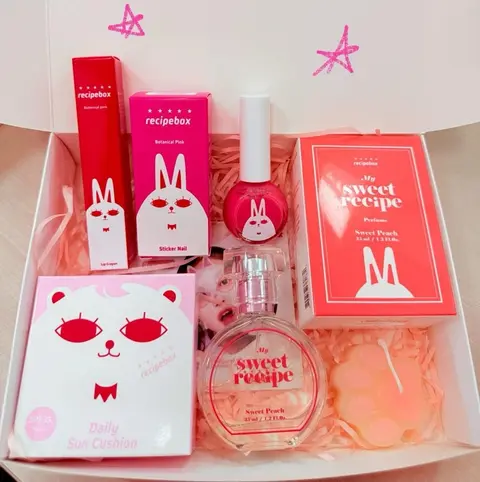 recipebox
Botanical pink
Lip Crayon
recipebox
Botanical Pink
Sticker Nail
recipebox
My
sweet
recipe
Perfume
Sweet Peach
recipebox
Daily
Sun Cushion
My
sweet
recipe
Sweet Peach